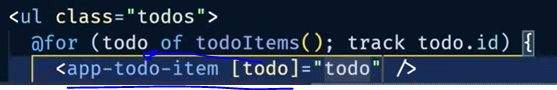 <ul class="todos">
@for (todo of todoItems(); track todo.id) {
<app-todo-item [todo]="todo" />